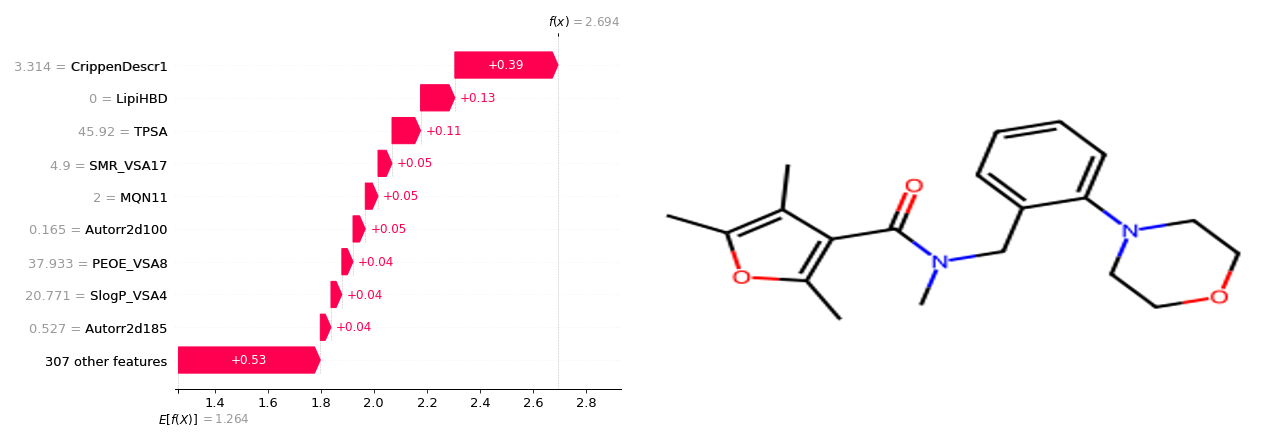 f(x) = 2.694
3.314 = CrippenDescr1
+0.39
0 = LipiHBD
+0.13
45.92 = TPSA
+0.11
4.9 = SMR_VSA17
+0.05
2 = MQN11
+0.05
0.165 = Autorr2d100
+0.05
37.933 = PEOE_VSA8
+0.04
20.771 = SlogP_VSA4
+0.04
0.527 = Autorr2d185
+0.04
307 other features
+0.53
1.4 1.6 1.8 2.0 2.2 2.4 2.6 2.8
E[f(X)] = 1.264
O
N
N
O
O